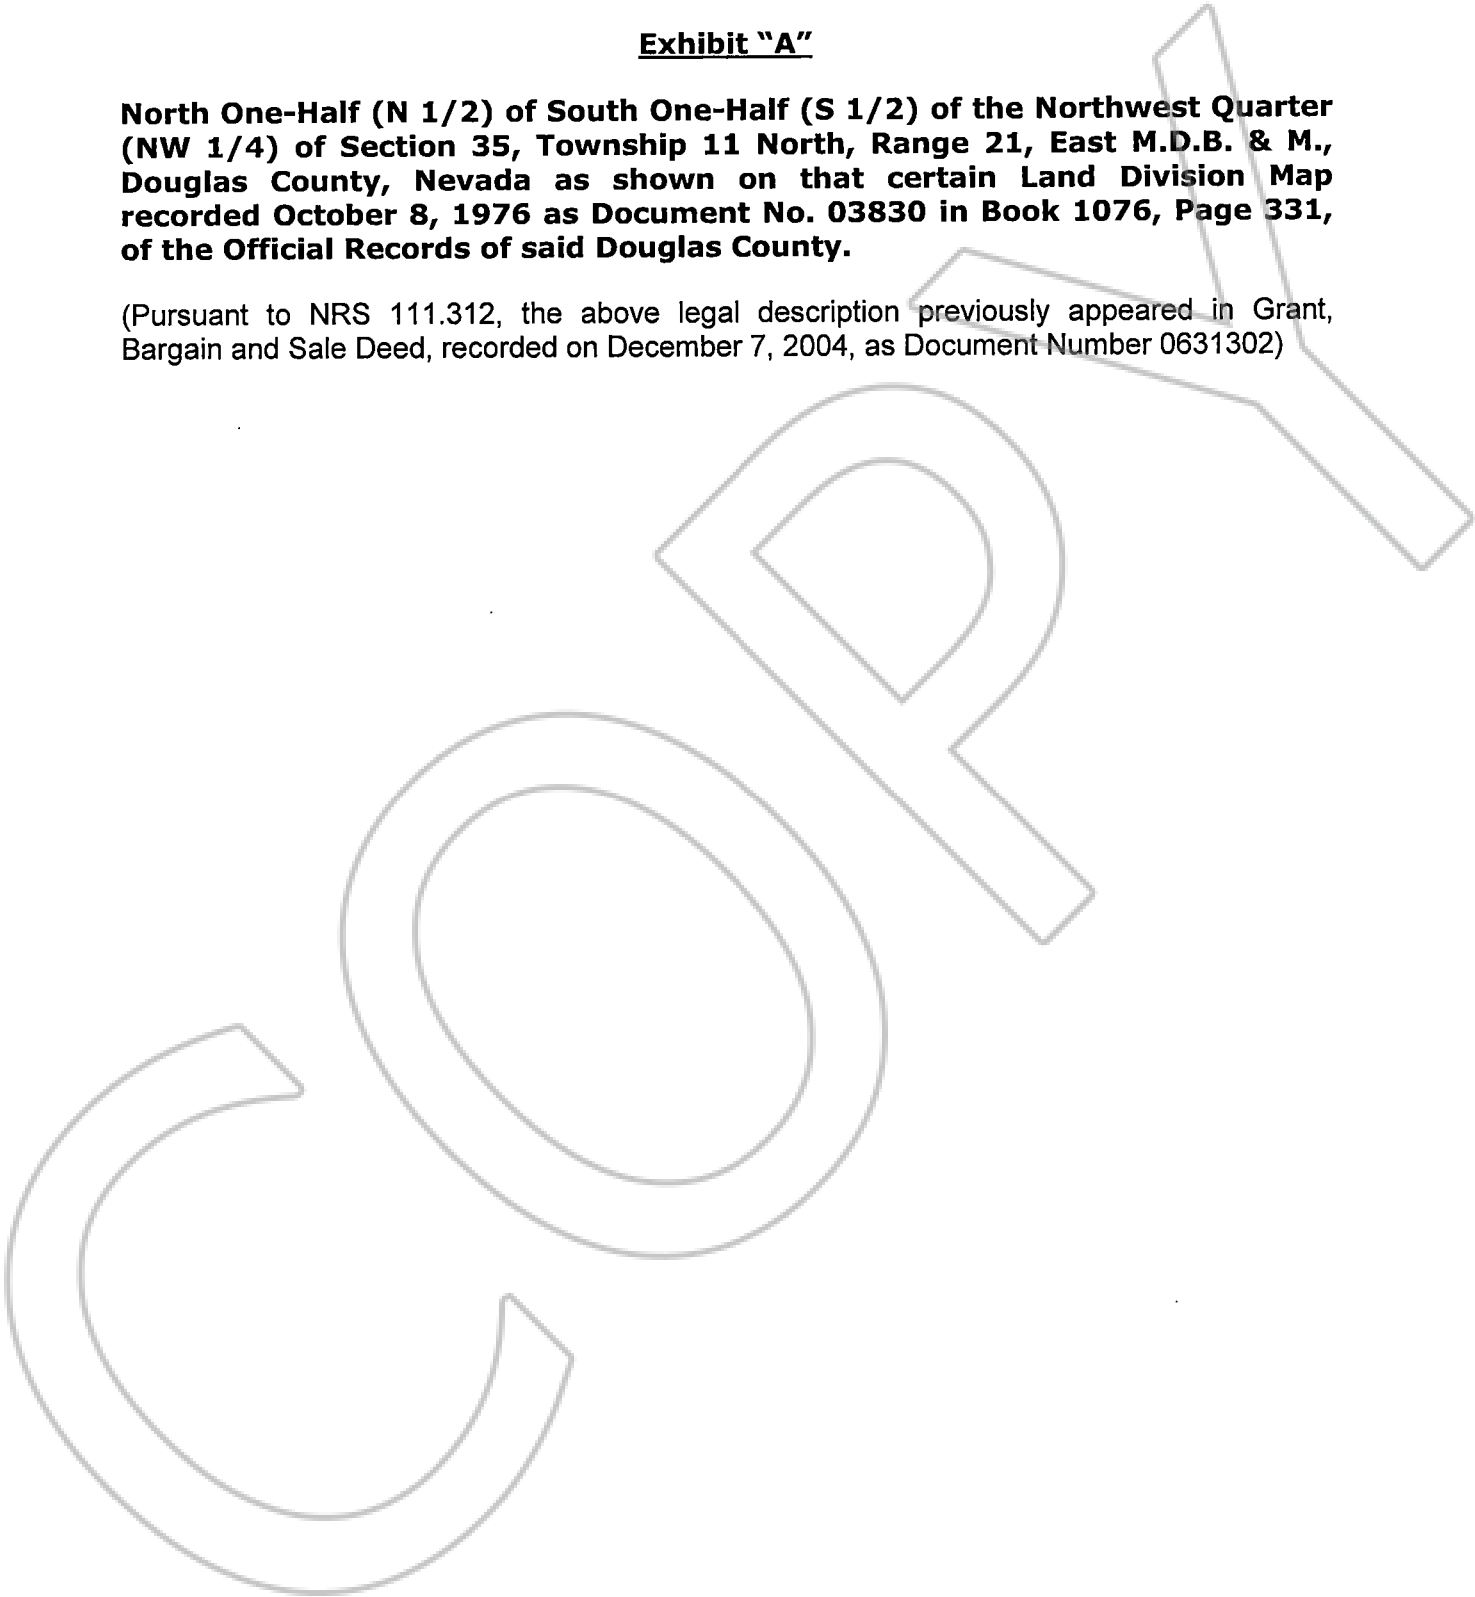 Exhibit “A”
North One-Half (N 1/2) of South One-Half (S 1/2) of the Northwest Quarter
(NW 1/4) of Section 35, Township 11 North, Range 21, East M.D.B. & M.,
Douglas County, Nevada as shown on that certain Land Division Map
recorded October 8, 1976 as Document No. 03830 in Book 1076, Page 331,
of the Official Records of said Douglas County.
(Pursuant to NRS 111.312, the above legal description previously appeared in Grant,
Bargain and Sale Deed, recorded on December 7, 2004, as Document Number 0631302)
COPY